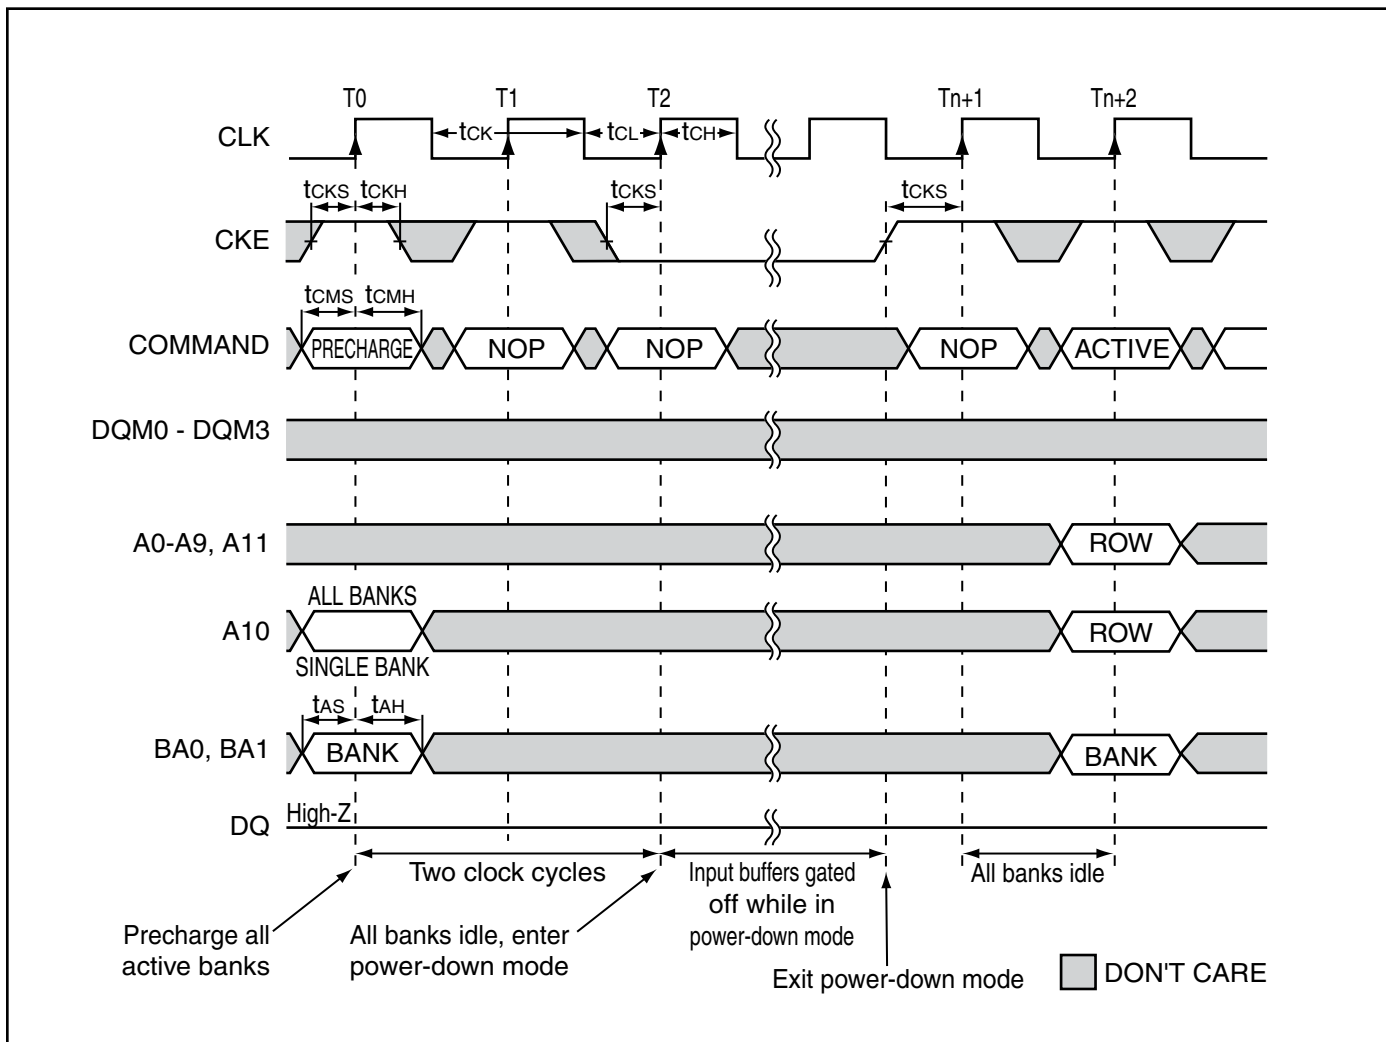 T0 T1 T2 Tn+1 Tn+2
CLK tCK tCL tCH
tCKS tCKH tCKS tCKS
CKE
tCMS tCMH
COMMAND PRECHARGE NOP NOP NOP ACTIVE
DQM0 - DQM3
A0-A9, A11 ROW
ALL BANKS
A10 ROW
SINGLE BANK
tAS tAH
BA0, BA1 BANK BANK
High-Z
DQ
Two clock cycles
Input buffers gated
off while in
power-down mode
All banks idle
Precharge all
active banks
All banks idle, enter
power-down mode
Exit power-down mode
DON'T CARE